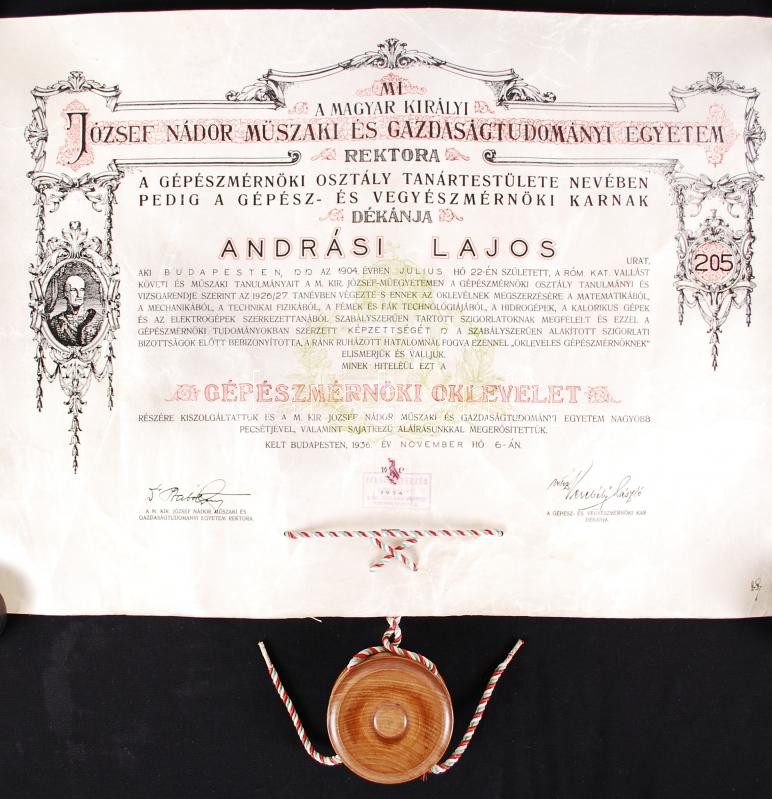 MI
A MAGYAR KIRÁLYI
JÓZSEF NÁDOR MŰSZAKI ÉS GAZDASÁGTUDOMÁNYI EGYETEM
REKTORA
A GÉPÉSZMÉRNÖKI OSZTÁLY TANÁRTESTÜLETE NEVÉBEN
PEDIG A GÉPÉSZ- ÉS VEGYÉSZMÉRNÖKI KARNAK
DÉKÁNJA
ANDRÁSI LAJOS
URAT,
205
AKI BUDAPESTEN, AZ 1904. ÉVBEN JULIUS HÓ 22-ÉN SZÜLETETT, A RÓM. KAT. VALLÁST
KÖVETI ÉS MŰSZAKI TANULMÁNYAIT A M. KIR. JÓZSEF-MŰEGYETEMEN A GÉPÉSZMÉRNÖKI OSZTÁLY TANULMÁNYI ÉS
VIZSGARENDJE SZERINT AZ 1926/27. TANÉVBEN VÉGEZTE S ENNEK AZ OKLEVÉLNEK MEGSZERZÉSÉRE A MATEMATIKÁBÓL,
A MECHANIKÁBÓL, A TECHNIKAI FIZIKÁBÓL, A FÉMEK ÉS FÁK TECHNOLÓGIÁJÁBÓL, A HIDROGÉPEK, A KALORIKUS GÉPEK
ÉS AZ ELEKTROGÉPEK SZERKEZETTANÁBÓL SZABÁLYSZERŰEN TARTOTT SZIGORLATOKNAK MEGFELELT ÉS EZZEL A
GÉPÉSZMÉRNÖKI TUDOMÁNYOKBAN SZERZETT KÉPZETTSÉGÉT A SZABÁLYSZERŰEN ALAKÍTOTT SZIGORLATI
BIZOTTSÁGOK ELŐTT BEBIZONYÍTOTTA, A RÁNK RUHÁZOTT HATALOMNÁL FOGVA EZENNEL „OKLEVELES GÉPÉSZMÉRNÖKNEK"
ELISMERJÜK ÉS VALLJUK.
MINEK HITELÉÜL EZT A
GÉPÉSZMÉRNÖKI OKLEVELET
RÉSZÉRE KISZOLGÁLTATTUK ÉS A M. KIR. JÓZSEF NÁDOR MŰSZAKI ÉS GAZDASÁGTUDOMÁNYI EGYETEM NAGYOBB
PECSÉTJÉVEL, VALAMINT SAJÁTKEZŰ ALÁÍRÁSUNKKAL MEGERŐSÍTETTÜK.
KELT BUDAPESTEN, 1936. ÉV NOVEMBER HÓ 6-ÁN.
1934
László
A M. KIR. JÓZSEF NÁDOR MŰSZAKI ÉS
GAZDASÁGTUDOMÁNYI EGYETEM REKTORA
A GÉPÉSZ- ÉS VEGYÉSZMÉRNÖKI KAR
DÉKÁNJA